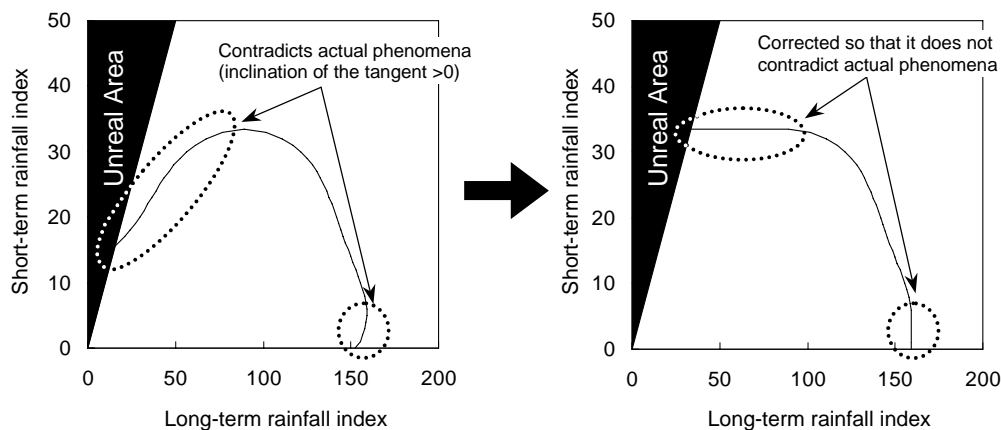 50
40
30
20
10
0
Short-term rainfall index
Unreal Area
Contradicts actual phenomena
(inclination of the tangent >0)
0
50
100
150
200
Long-term rainfall index
50
40
30
20
10
0
Short-term rainfall index
Unreal Area
Corrected so that it does not
contradict actual phenomena
0
50
100
150
200
Long-term rainfall index